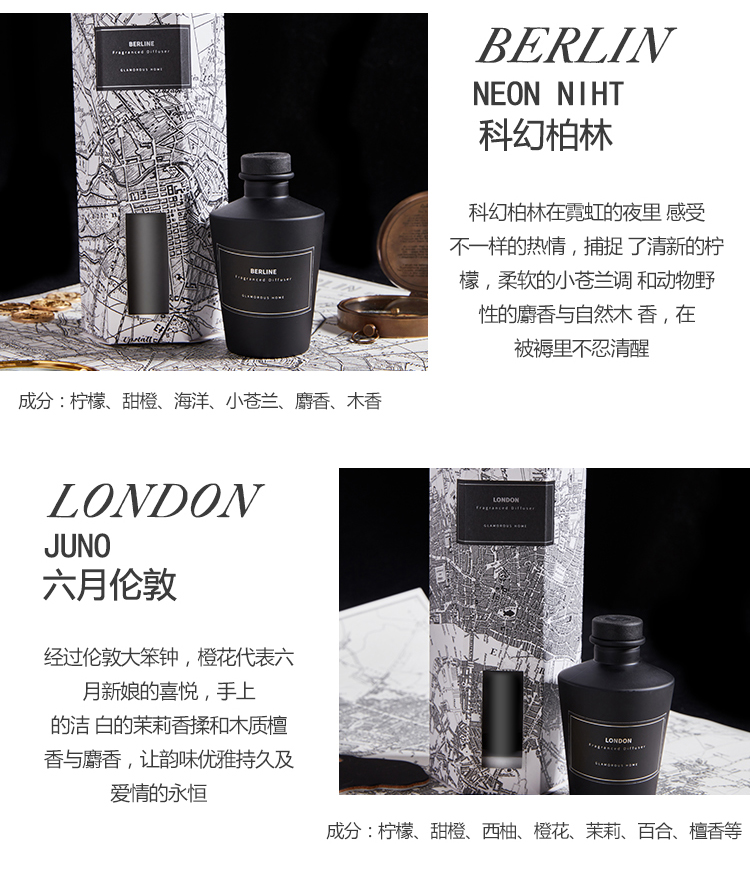 BERLINE
Fragranced Diffuser
GLAMOROUS HOME
BERLINE
Fragranced Diffuser
GLAMOROUS HOME
BERLIN
NEON NIHT
科幻柏林
科幻柏林在霓虹的夜里 感受
不一样的热情，捕捉 了清新的柠
檬，柔软的小苍兰调 和动物野
性的麝香与自然木 香，在
被褥里不忍清醒
成分：柠檬、甜橙、海洋、小苍兰、麝香、木香
LONDON
JUNO
六月伦敦
经过伦敦大笨钟，橙花代表六
月新娘的喜悦，手上
的洁 白的茉莉香揉和木质檀
香与麝香，让韵味优雅持久及
爱情的永恒
LONDON
Fragranced Diffuser
GLAMOROUS HOME
LONDON
Fragranced Diffuser
GLAMOROUS HOME
成分：柠檬、甜橙、西柚、橙花、茉莉、百合、檀香等